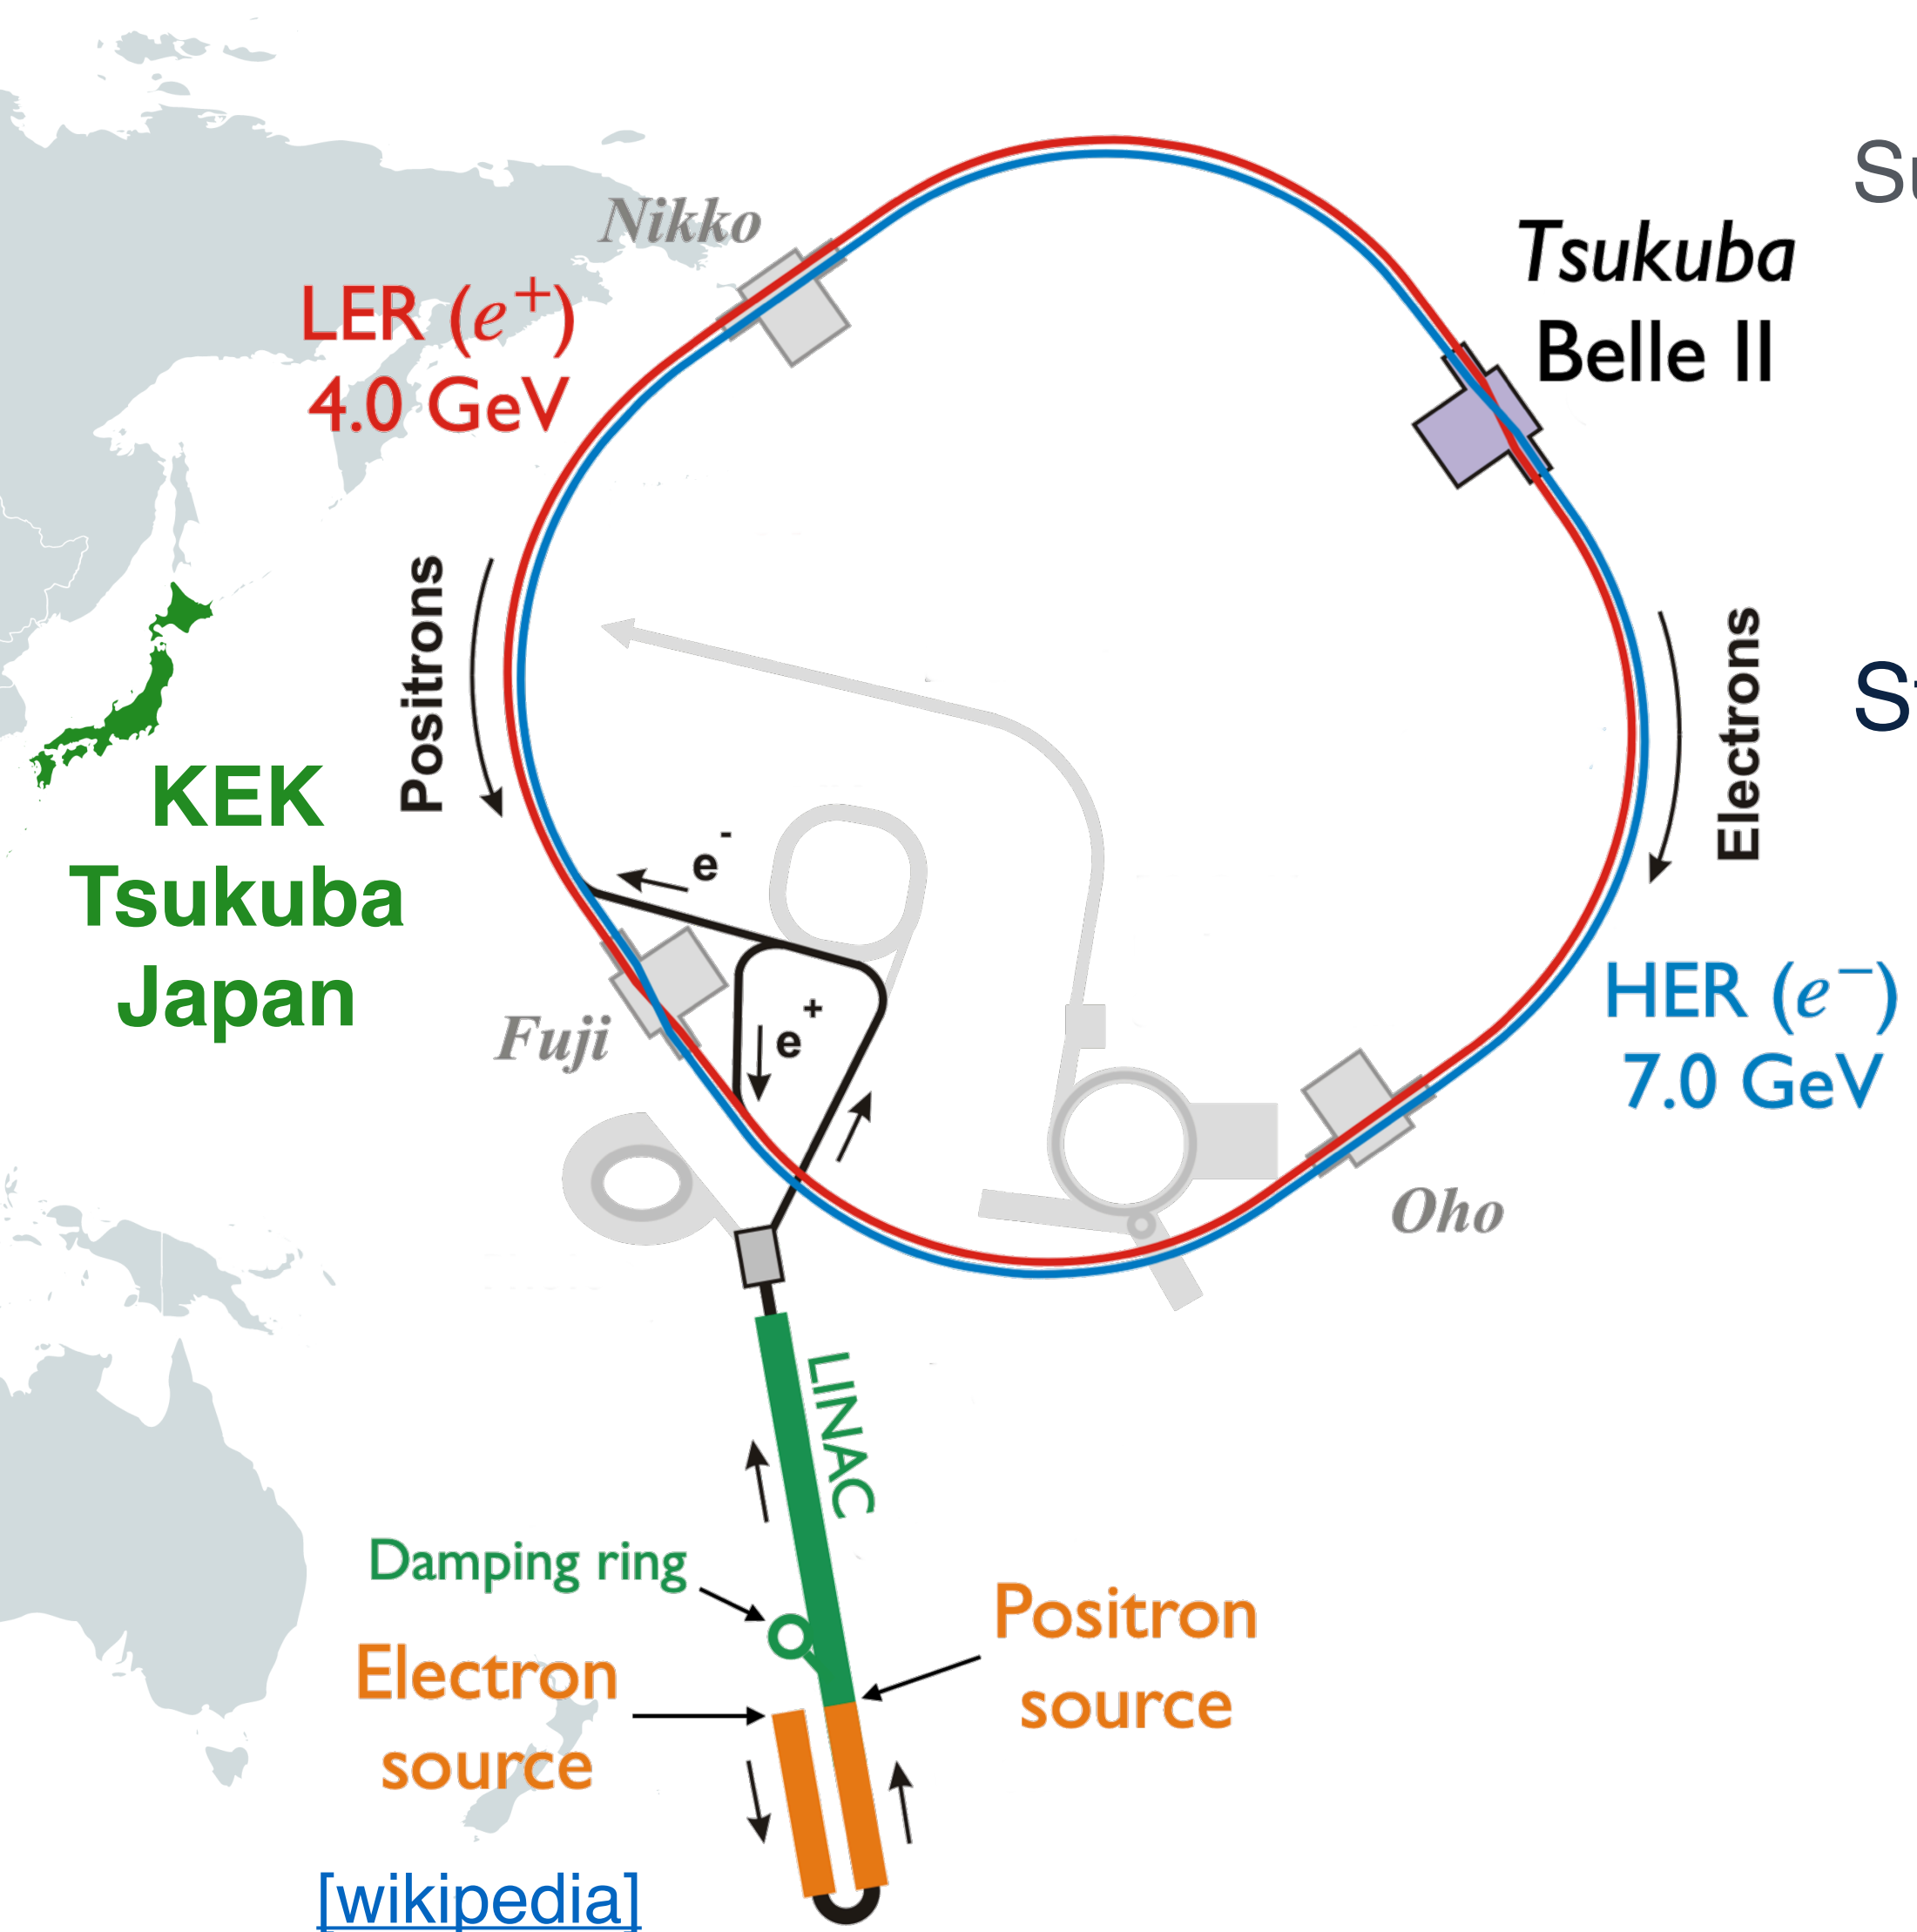 Nikko
LER (e⁺)
4.0 GeV
Tsukuba
Belle II
Positrons
Electrons
KEK
Tsukuba
Japan
e⁻
e⁺
Fuji
HER (e⁻)
7.0 GeV
Oho
LINAC
Damping ring
Electron
source
Positron
source
[wikipedia]